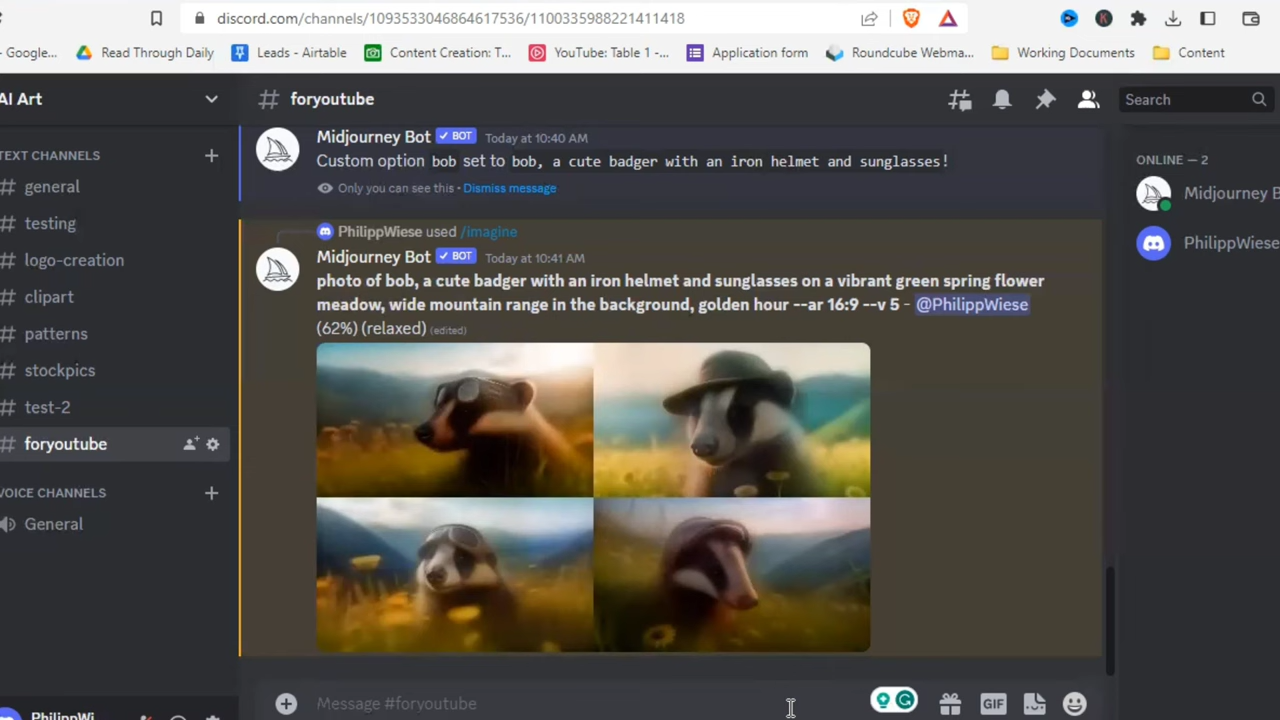 discord.com/channels/1093533046864617536/1100335988221411418
- Google...
Read Through Daily
Leads - Airtable
Content Creation: T...
YouTube: Table 1 -...
Application form
Roundcube Webma...
Working Documents
Content
AI Art
# foryoutube
Search
TEXT CHANNELS
# general
# testing
# logo-creation
# clipart
# patterns
# stockpics
# test-2
# foryoutube
VOICE CHANNELS
General
PhilippWi
Midjourney Bot ✓ BOT Today at 10:40 AM
Custom option bob set to bob, a cute badger with an iron helmet and sunglasses!
Only you can see this • Dismiss message
PhilippWiese used /imagine
Midjourney Bot ✓ BOT Today at 10:41 AM
photo of bob, a cute badger with an iron helmet and sunglasses on a vibrant green spring flower
meadow, wide mountain range in the background, golden hour --ar 16:9 --v 5 - @PhilippWiese
(62%) (relaxed) (edited)
Message #foryoutube
GIF
ONLINE — 2
Midjourney B
PhilippWiese